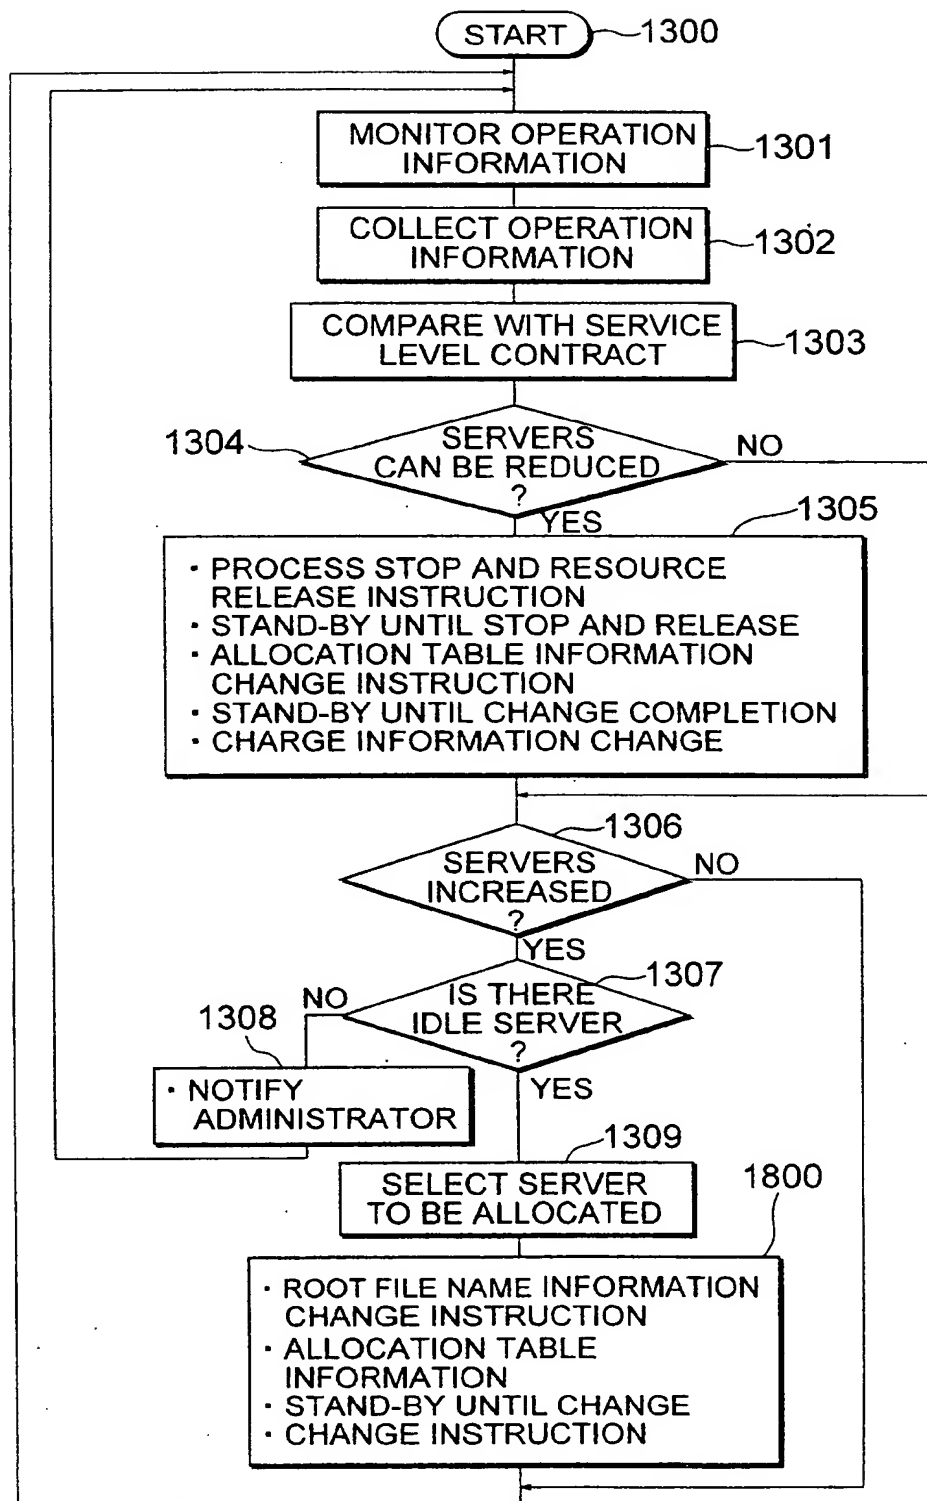 START
1300
MONITOR OPERATION
INFORMATION
1301
COLLECT OPERATION
INFORMATION
1302
COMPARE WITH SERVICE
LEVEL CONTRACT
1303
1304
SERVERS
CAN BE REDUCED
?
NO
YES
1305
· PROCESS STOP AND RESOURCE
RELEASE INSTRUCTION
· STAND-BY UNTIL STOP AND RELEASE
· ALLOCATION TABLE INFORMATION
CHANGE INSTRUCTION
· STAND-BY UNTIL CHANGE COMPLETION
· CHARGE INFORMATION CHANGE
1306
SERVERS
INCREASED
?
NO
YES
1307
IS THERE
IDLE SERVER
?
NO
YES
1308
· NOTIFY
ADMINISTRATOR
1309
SELECT SERVER
TO BE ALLOCATED
1800
· ROOT FILE NAME INFORMATION
CHANGE INSTRUCTION
· ALLOCATION TABLE
INFORMATION
· STAND-BY UNTIL CHANGE
· CHANGE INSTRUCTION